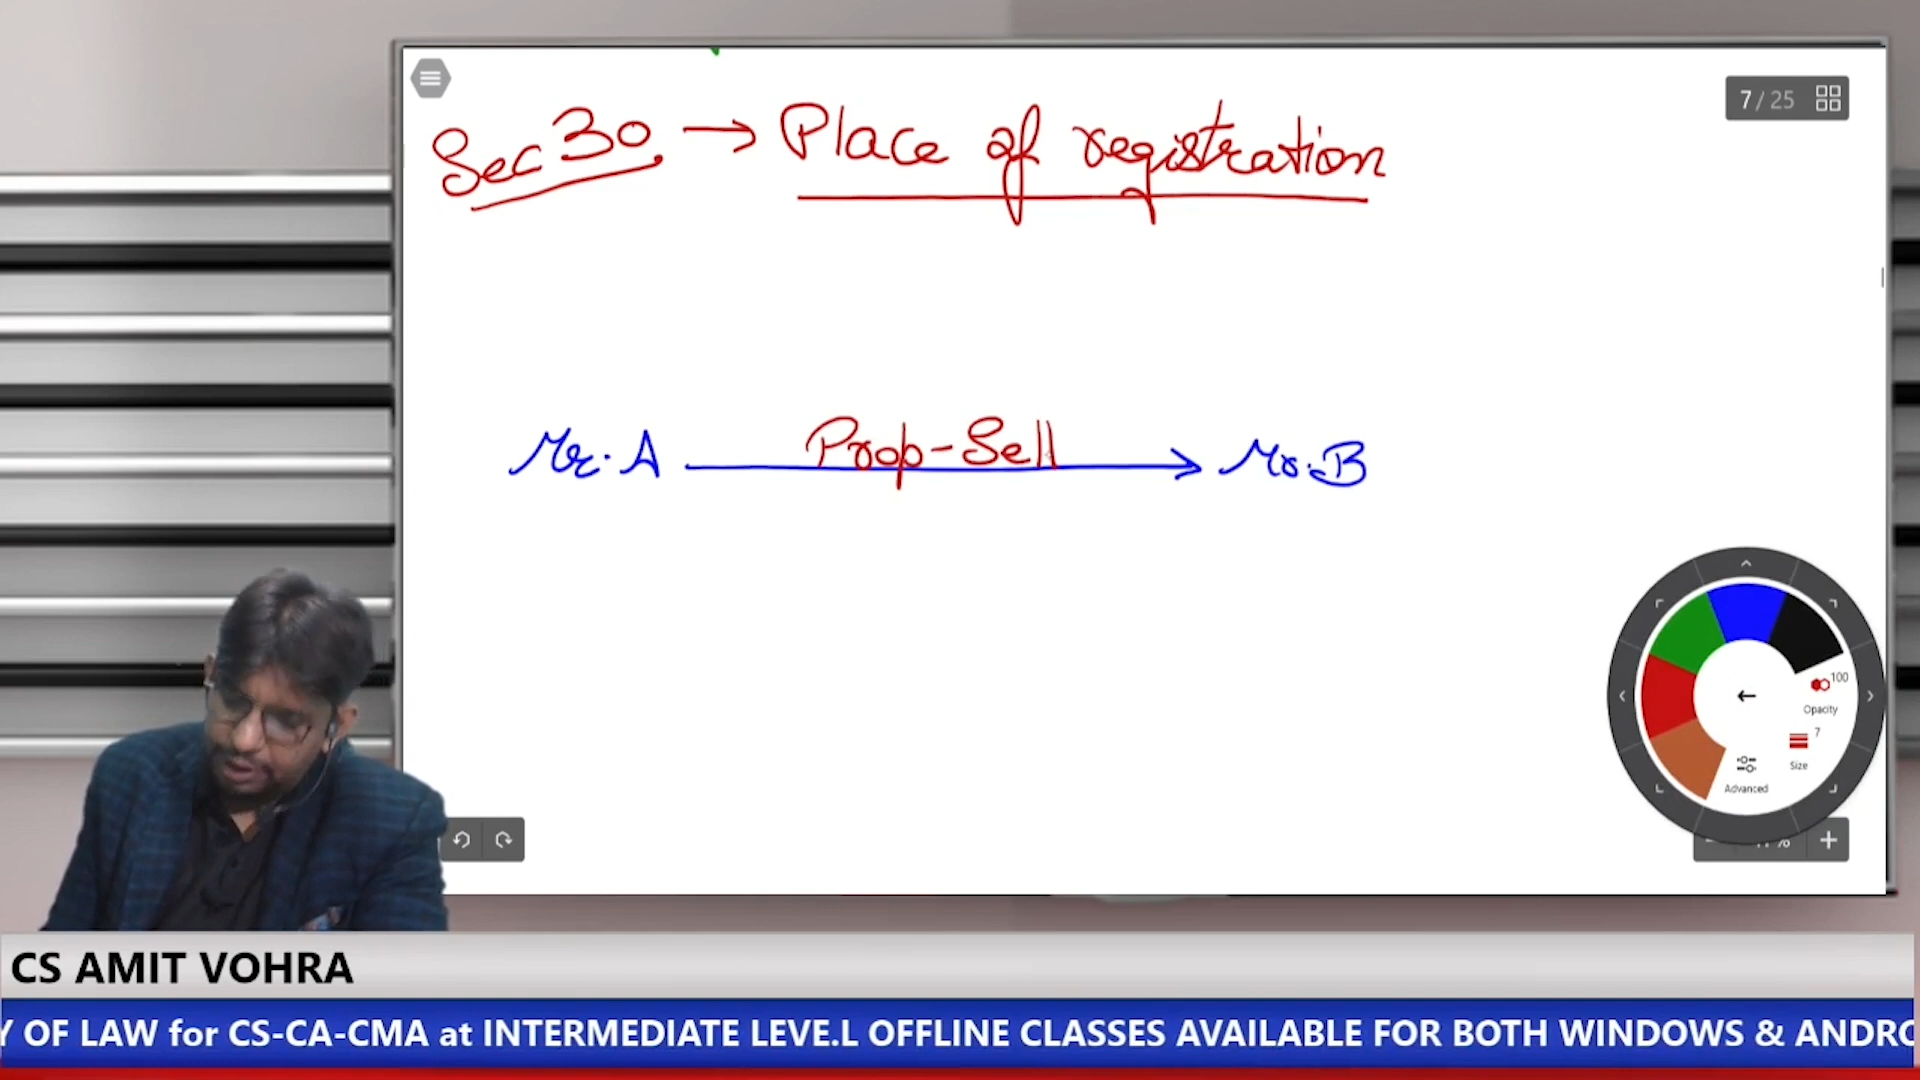 Sec 30 → Place of registration
7 / 25
Mr. A Prop-Sell Mr. B
100
Opacity
7
Size
Advanced
CS AMIT VOHRA
Y OF LAW for CS-CA-CMA at INTERMEDIATE LEVE.L OFFLINE CLASSES AVAILABLE FOR BOTH WINDOWS & ANDRO